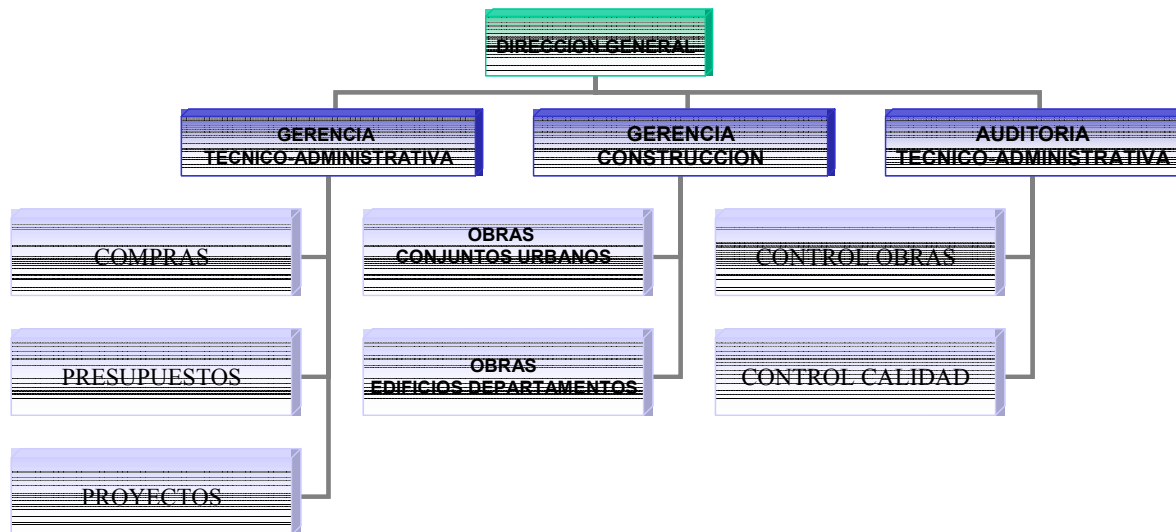 DIRECCION GENERAL
GERENCIA
TECNICO-ADMINISTRATIVA
GERENCIA
CONSTRUCCION
AUDITORIA
TECNICO-ADMINISTRATIVA
COMPRAS
OBRAS
CONJUNTOS URBANOS
CONTROL OBRAS
PRESUPUESTOS
OBRAS
EDIFICIOS DEPARTAMENTOS
CONTROL CALIDAD
PROYECTOS